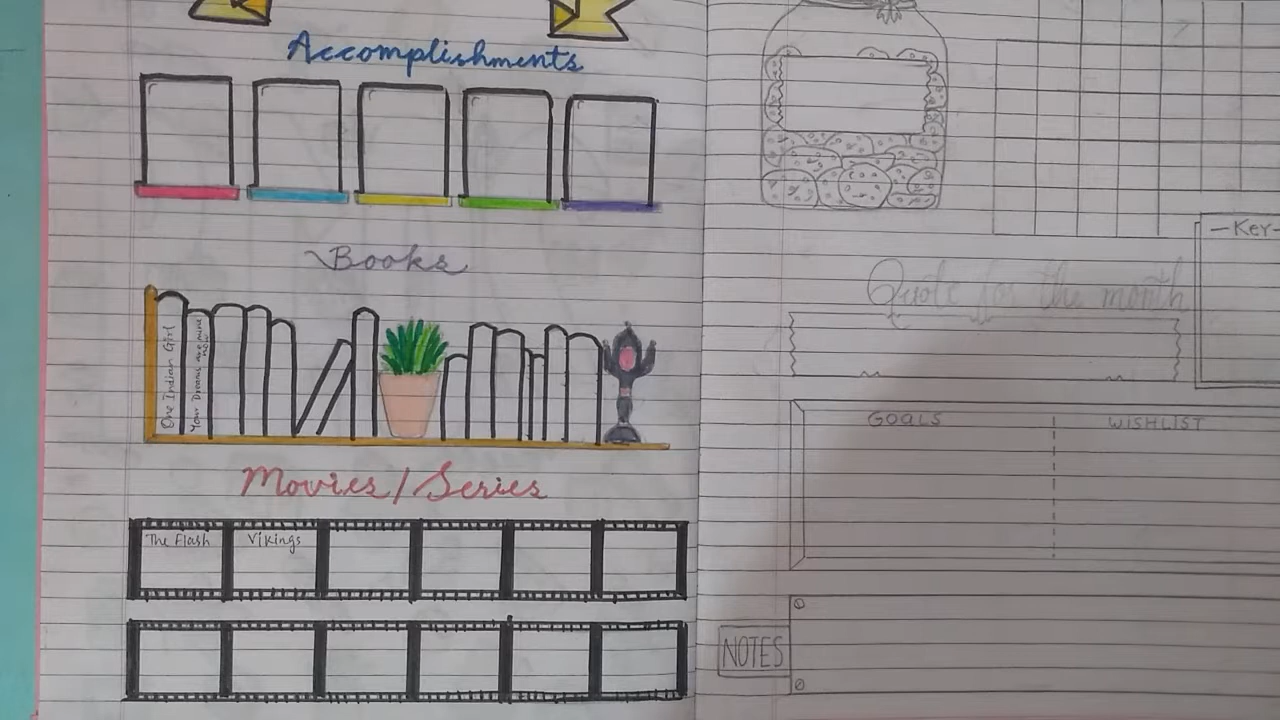 Accomplishments
Books
One Indian Girl
Your Dreams are mine
now
Movies/Series
The Flash
Vikings
-Key-
Quote for the month
GOALS
WISHLIST
NOTES